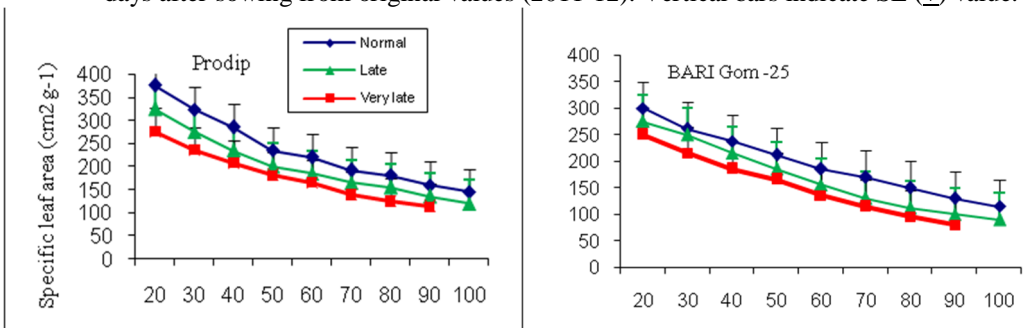 days after sowing from original values (2011-12). Vertical bars indicate SE (±) value.
Prodip
Normal
Late
Very late
Specific leaf area (cm2 g-1)
400
350
300
250
200
150
100
50
0
20 30 40 50 60 70 80 90 100
BARI Gom -25
400
350
300
250
200
150
100
50
0
20 30 40 50 60 70 80 90 100